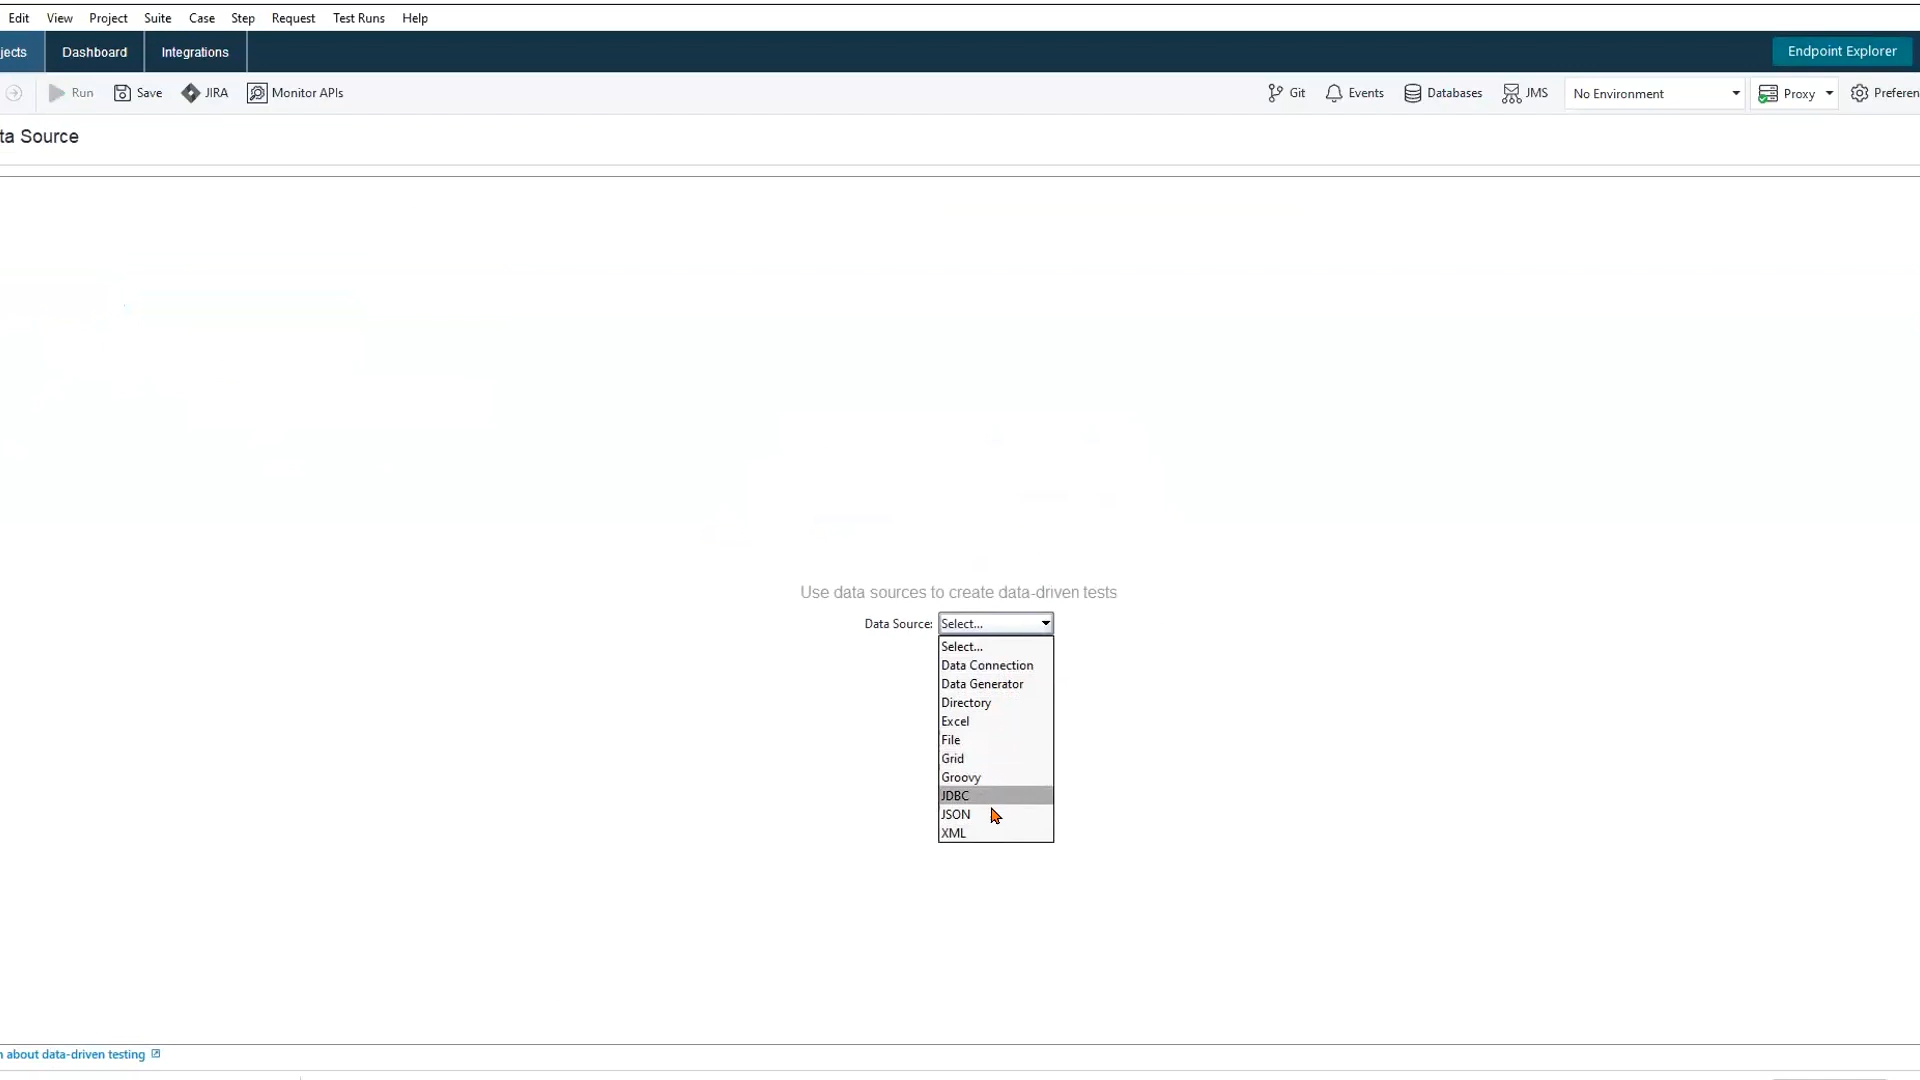 Edit View Project Suite Case Step Request Test Runs Help
jects Dashboard Integrations Endpoint Explorer
Run Save JIRA Monitor APIs Git Events Databases JMS No Environment Proxy Preferen
ta Source
Use data sources to create data-driven tests
Data Source: Select...
Select...
Data Connection
Data Generator
Directory
Excel
File
Grid
Groovy
JDBC
JSON
XML
n about data-driven testing